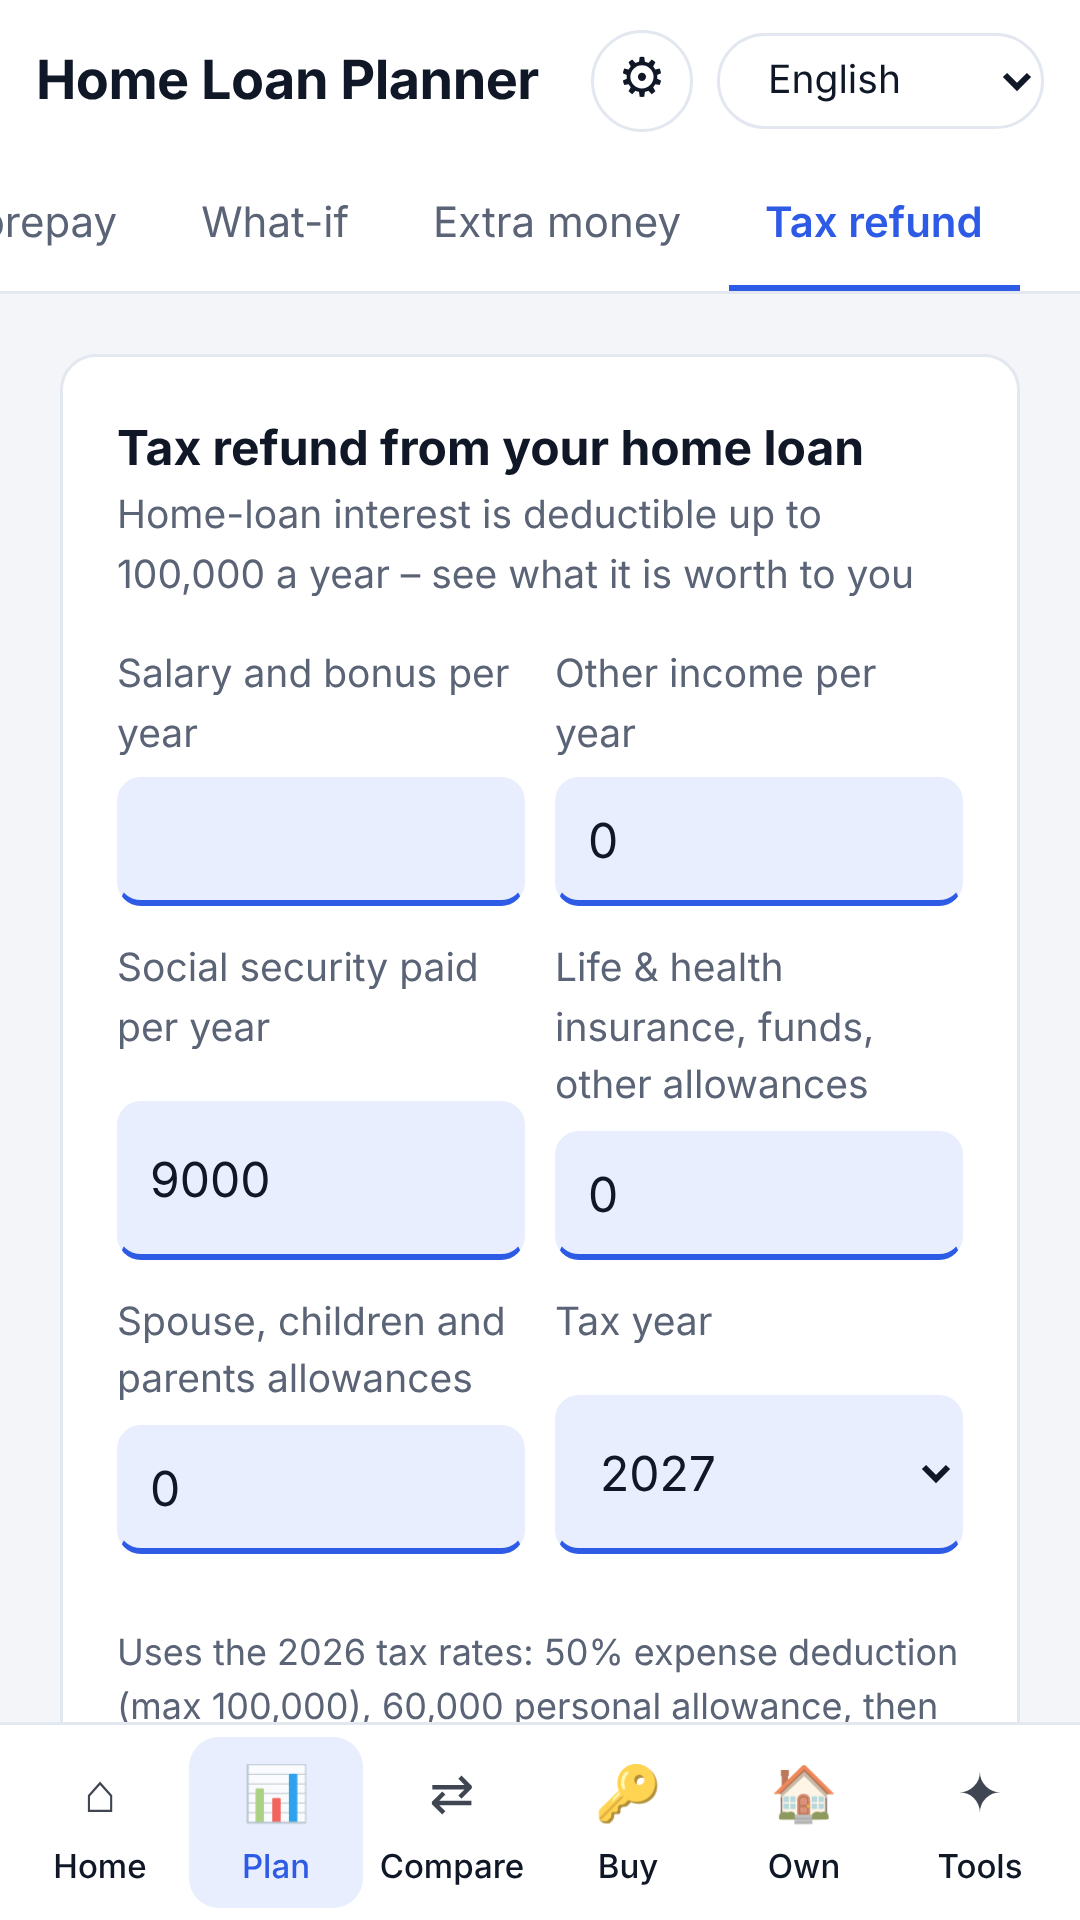 Home Loan Planner
English
repay What-if Extra money Tax refund
Tax refund from your home loan
Home-loan interest is deductible up to
100,000 a year – see what it is worth to you
Salary and bonus per
year
Other income per
year
0
Social security paid
per year
9000
Life & health
insurance, funds,
other allowances
0
Spouse, children and
parents allowances
0
Tax year
2027
Uses the 2026 tax rates: 50% expense deduction
(max 100,000), 60,000 personal allowance, then
Home Plan Compare Buy Own Tools